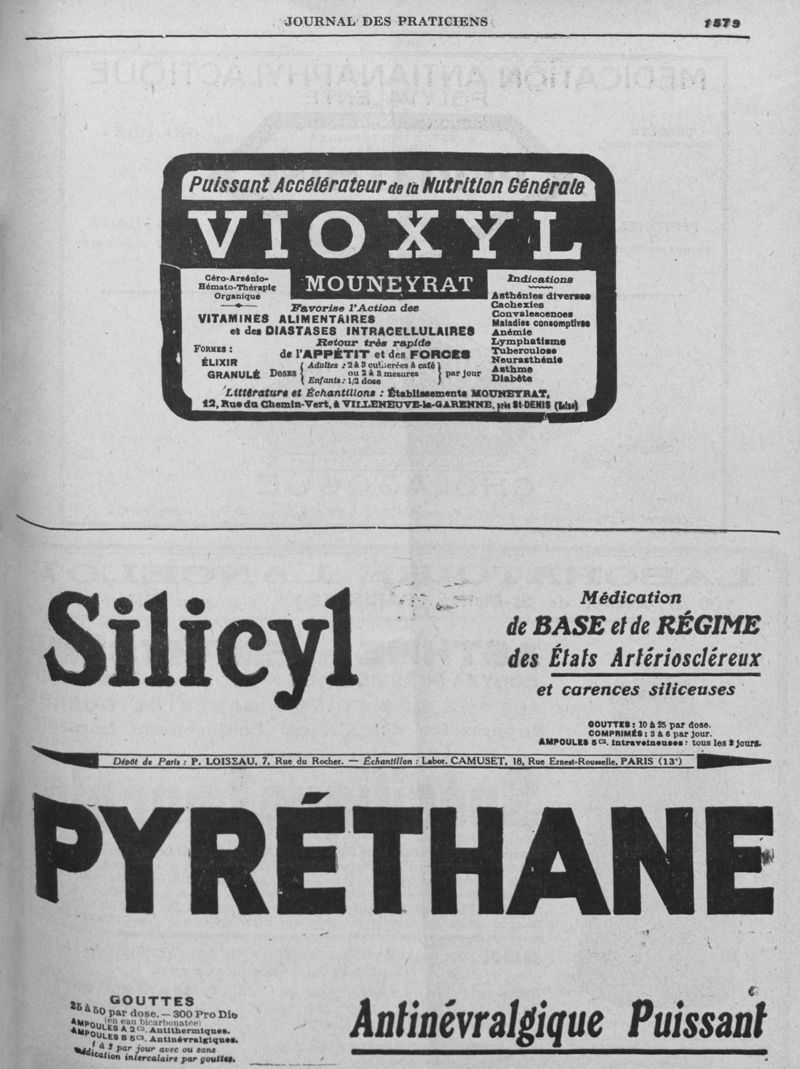 JOURNAL DES PRATICIENS 1579
Puissant Accélérateur de la Nutrition Générale
VIOXYL
MOUNEYRAT
Céro-Arsénio-
Hémato-Thérapie
Organique
Favorise l'Action des
VITAMINES ALIMENTAIRES
et des DIASTASES INTRACELLULAIRES
Retour très rapide
de l'APPÉTIT et des FORCES
FORMES :
ÉLIXIR
GRANULÉ
DOSES
Adultes : 2 à 3 cuillerées à café
ou 2 à 3 mesures
Enfants : 1/2 dose
par jour
Indications
Asthénies diverses
Cachexies
Convalescences
Maladies consomptives
Anémie
Lymphatisme
Tuberculose
Neurasthénie
Asthme
Diabète
Littérature et Échantillons : Établissements MOUNEYRAT,
12, Rue du Chemin-Vert, à VILLENEUVE-la-GARENNE, près St-DENIS (Seine)
Silicyl
Médication
de BASE et de RÉGIME
des États Artérioscléreux
et carences siliceuses
GOUTTES : 10 à 25 par dose.
COMPRIMÉS : 3 à 6 par jour.
AMPOULES 5 cs. intraveineuses : tous les 2 jours.
Dépôt de Paris : P. LOISEAU, 7, Rue du Rocher. — Échantillon : Labor. CAMUSET, 18, Rue Ernest-Rousselle, PARIS (13e)
PYRÉTHANE
GOUTTES
25 à 50 par dose. — 300 Pro Die
(en eau bicarbonatée)
AMPOULES A 2 cs. Antithermiques.
AMPOULES B 5 cs. Antinévralgiques.
1 à 2 par jour avec ou sans
médication intercalaire par gouttes.
Antinévralgique Puissant